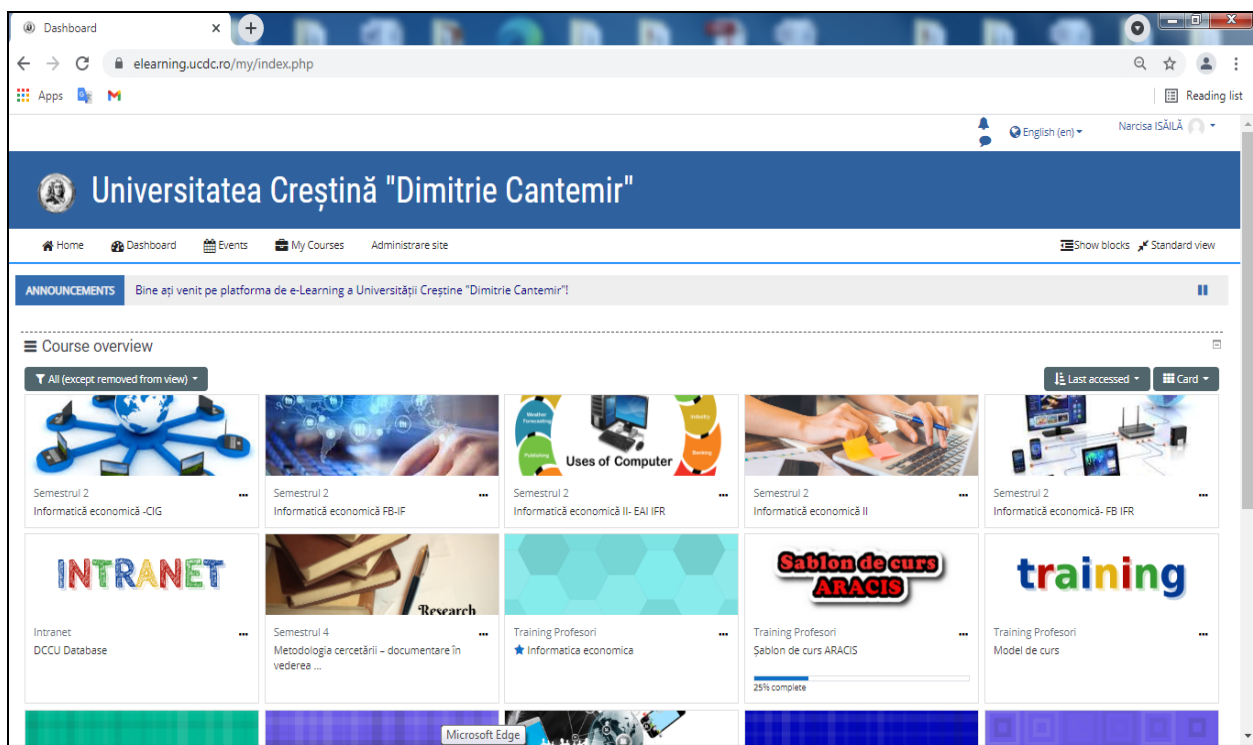 Dashboard
elearning.ucdc.ro/my/index.php
Apps
Reading list
English (en)
Narcisa ISĂILĂ
Universitatea Creștină "Dimitrie Cantemir"
Home Dashboard Events My Courses Administrare site
Show blocks Standard view
ANNOUNCEMENTS Bine ați venit pe platforma de e-Learning a Universității Creștine "Dimitrie Cantemir"!
Course overview
All (except removed from view)
Last accessed Card
Weather Forecasting
Industry
Publishing
Banking
Uses of Computer
Semestrul 2
Informatică economică -CIG
Semestrul 2
Informatică economică FB-IF
Semestrul 2
Informatică economică II- EAI IFR
Semestrul 2
Informatică economică II
Semestrul 2
Informatică economică- FB IFR
INTRANET
Research
Sablon de curs
ARACIS
training
Intranet
DCCU Database
Semestrul 4
Metodologia cercetării – documentare în
vederea ...
Training Profesori
Informatica economica
Training Profesori
Șablon de curs ARACIS
25% complete
Training Profesori
Model de curs
Microsoft Edge